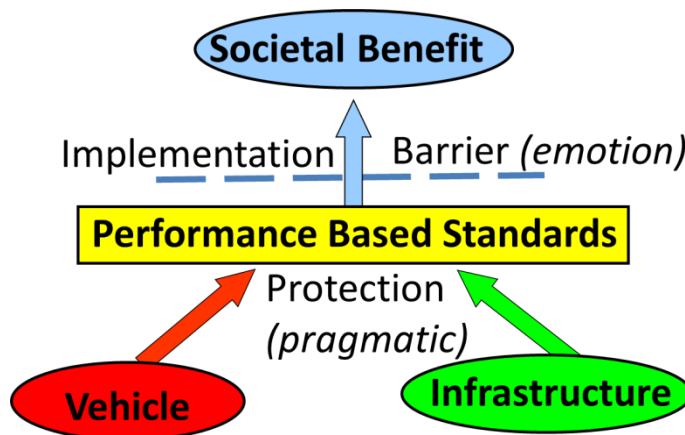 Societal Benefit
Implementation Barrier (emotion)
Performance Based Standards
Protection
(pragmatic)
Vehicle
Infrastructure